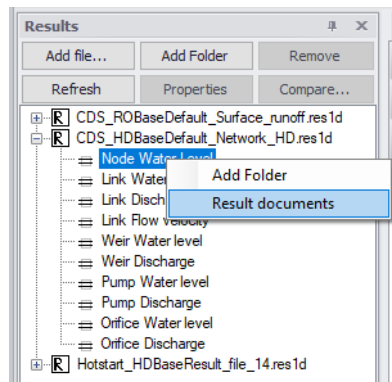 Results
Add file...
Add Folder
Remove
Refresh
Properties
Compare...
CDS_ROBaseDefault_Surface_runoff.res1d
CDS_HDBaseDefault_Network_HD.res1d
Node Water Level
Link Water
Add Folder
Link Disch
Result documents
Link Flow velocity
Weir Water level
Weir Discharge
Pump Water level
Pump Discharge
Orifice Water level
Orifice Discharge
Hotstart_HDBaseResult_file_14.res1d